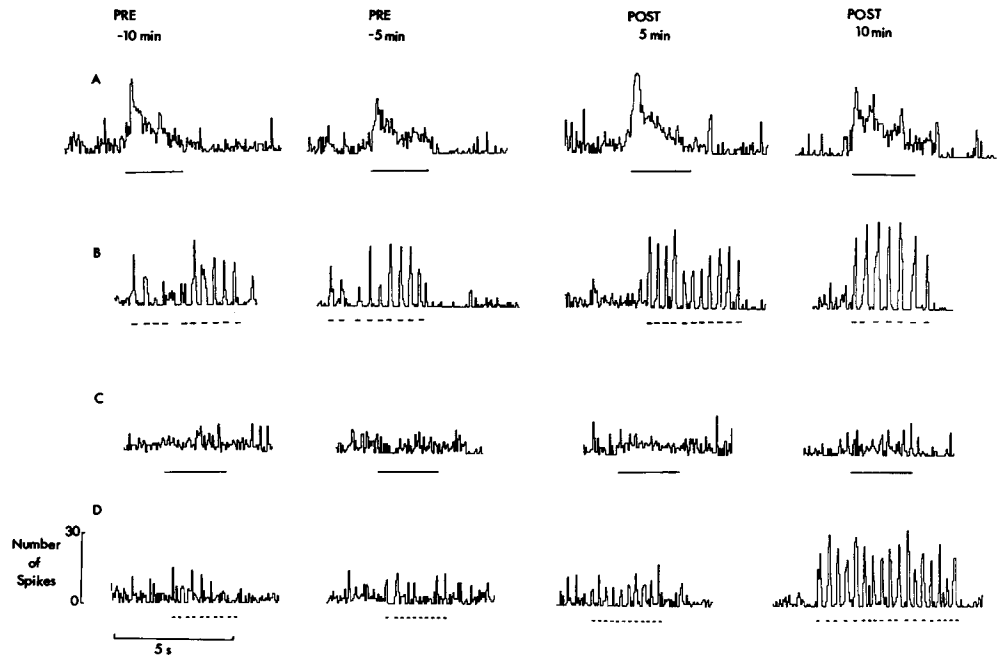 PRE
-10 min
PRE
-5 min
POST
5 min
POST
10 min
A
B
C
D
30
Number
of
Spikes
0
5 s